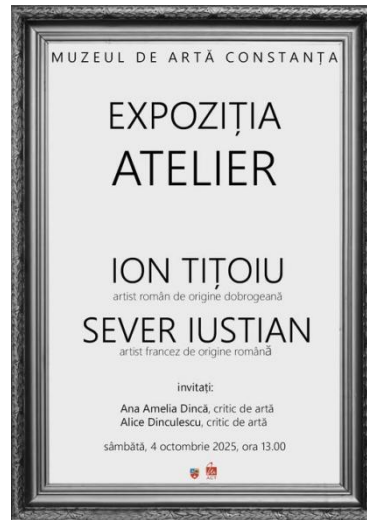 MUZEUL DE ARTĂ CONSTANȚA
EXPOZIȚIA
ATELIER
ION TIȚOIU
artist român de origine dobrogeană
SEVER IUSTIAN
artist francez de origine română
invitați:
Ana Amelia Dincă, critic de artă
Alice Dinculescu, critic de artă
sâmbătă, 4 octombrie 2025, ora 13.00